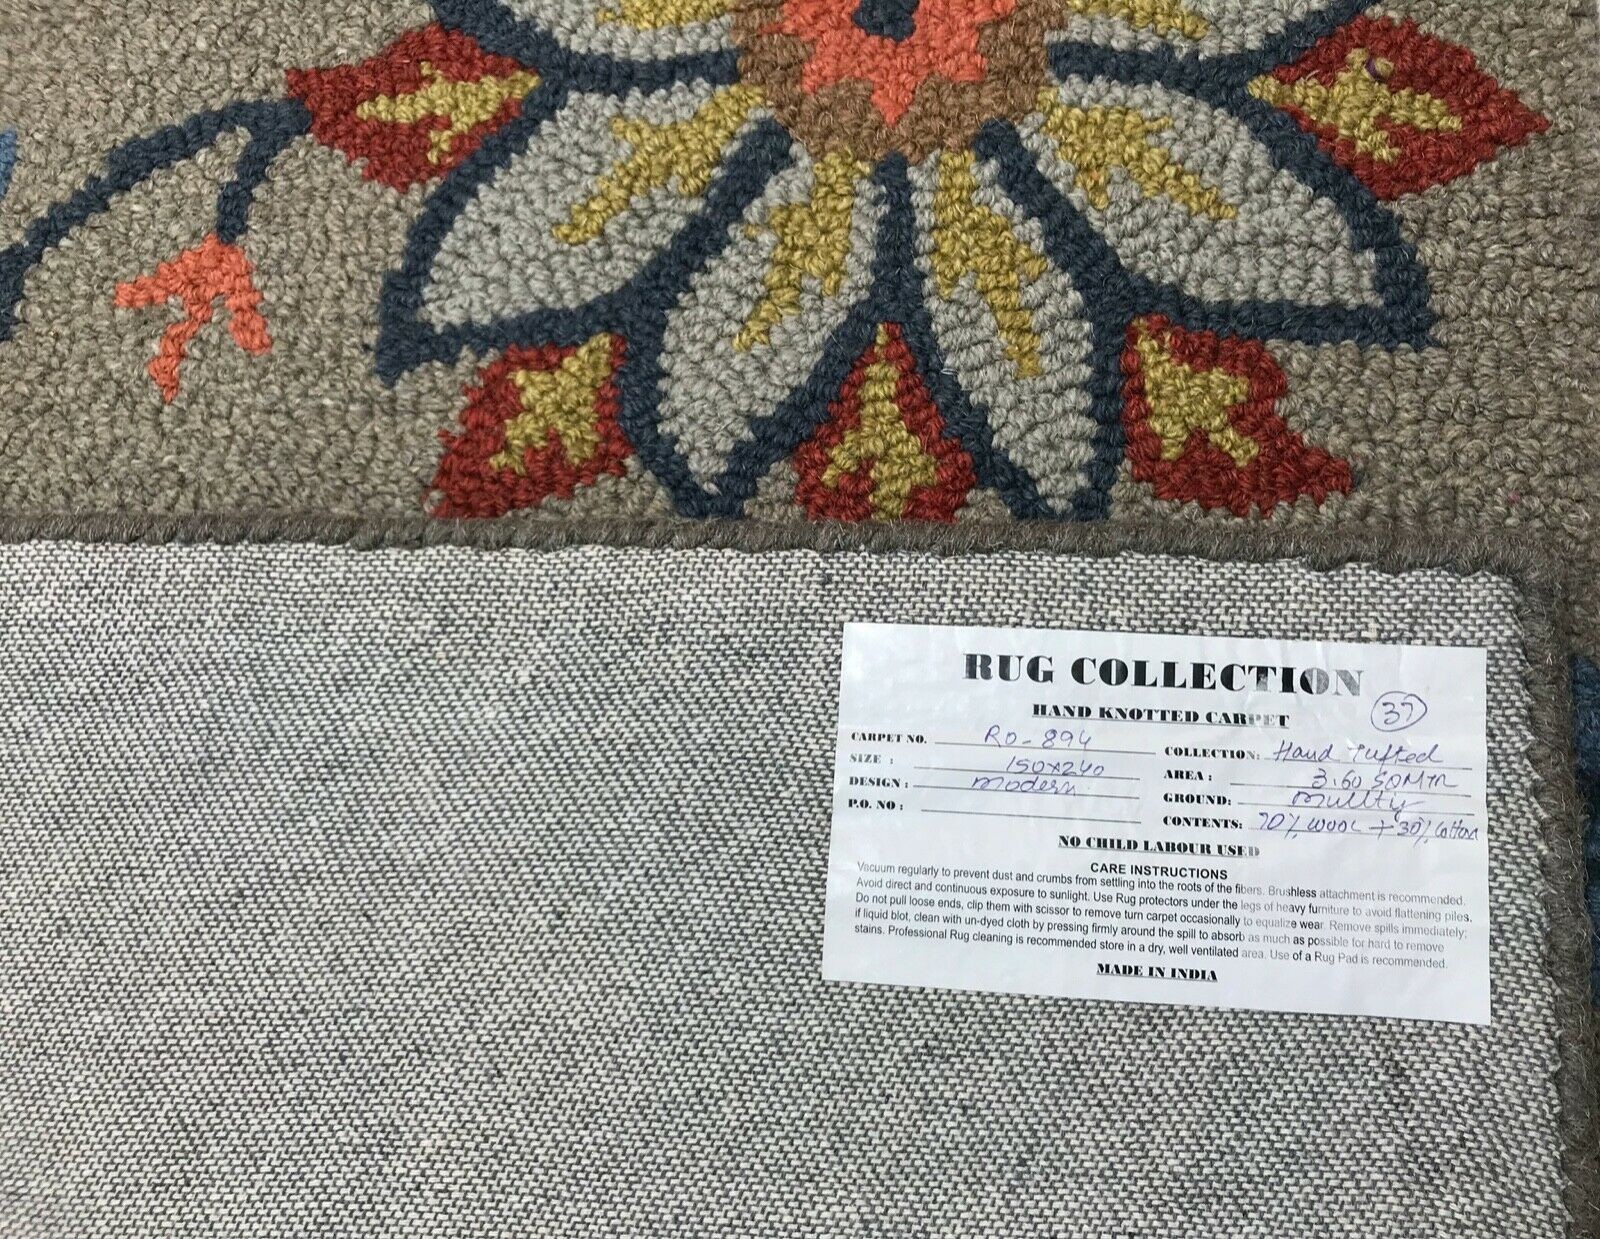 RUG COLLECTION
HAND KNOTTED CARPET
37
CARPET NO. RO-894
SIZE : 150x240
DESIGN : Modern
P.O. NO :
COLLECTION: Hand Tufted
AREA : 3.60 SQMTR
GROUND: Mullty
CONTENTS: 70% WOOL + 30% Cotton
NO CHILD LABOUR USED
CARE INSTRUCTIONS
Vacuum regularly to prevent dust and crumbs from settling into the roots of the fibers. Brushless attachment is recommended.
Avoid direct and continuous exposure to sunlight. Use Rug protectors under the legs of heavy furniture to avoid flattening piles.
Do not pull loose ends, clip them with scissor to remove turn carpet occasionally to equalize wear. Remove spills immediately;
if liquid blot, clean with un-dyed cloth by pressing firmly around the spill to absorb as much as possible for hard to remove
stains. Professional Rug cleaning is recommended store in a dry, well ventilated area. Use of a Rug Pad is recommended.
MADE IN INDIA